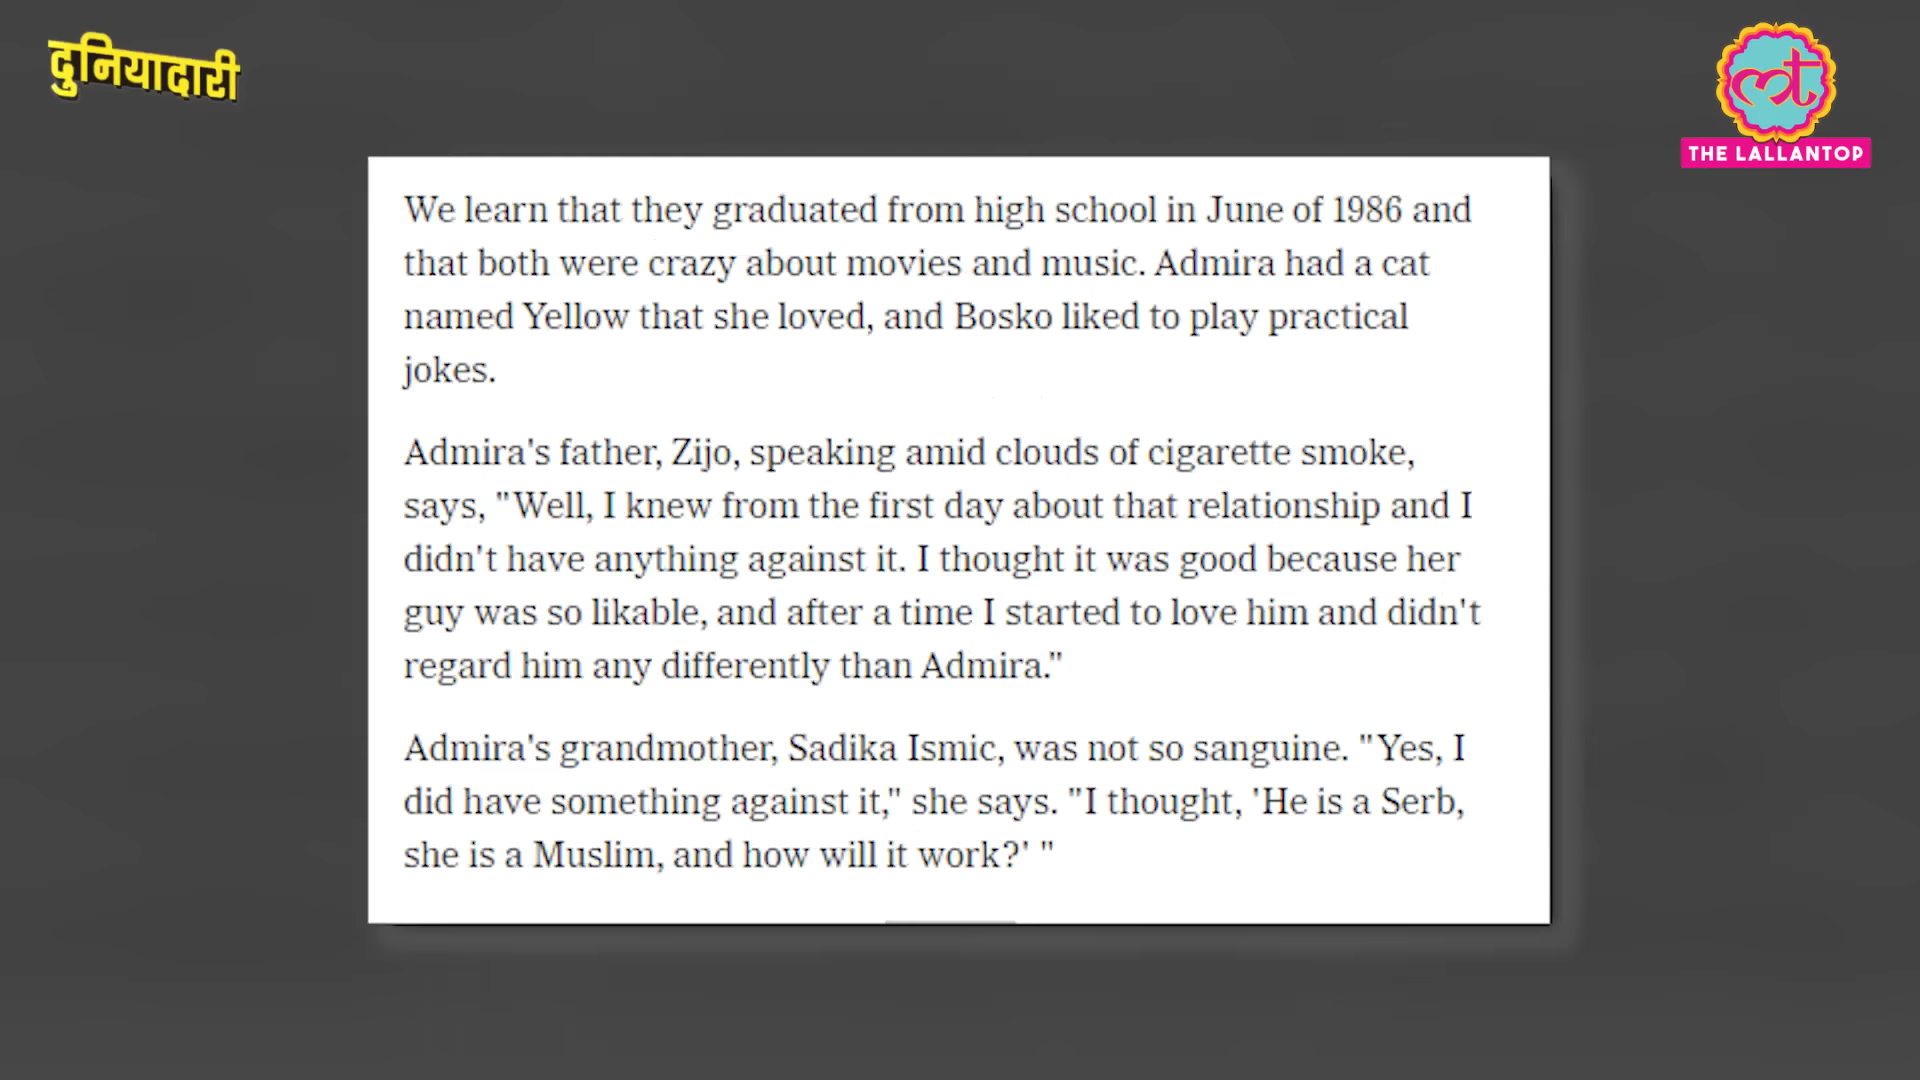 दुनियादारी
THE LALLANTOP
We learn that they graduated from high school in June of 1986 and
that both were crazy about movies and music. Admira had a cat
named Yellow that she loved, and Bosko liked to play practical
jokes.
Admira's father, Zijo, speaking amid clouds of cigarette smoke,
says, "Well, I knew from the first day about that relationship and I
didn't have anything against it. I thought it was good because her
guy was so likable, and after a time I started to love him and didn't
regard him any differently than Admira."
Admira's grandmother, Sadika Ismic, was not so sanguine. "Yes, I
did have something against it," she says. "I thought, 'He is a Serb,
she is a Muslim, and how will it work?' "